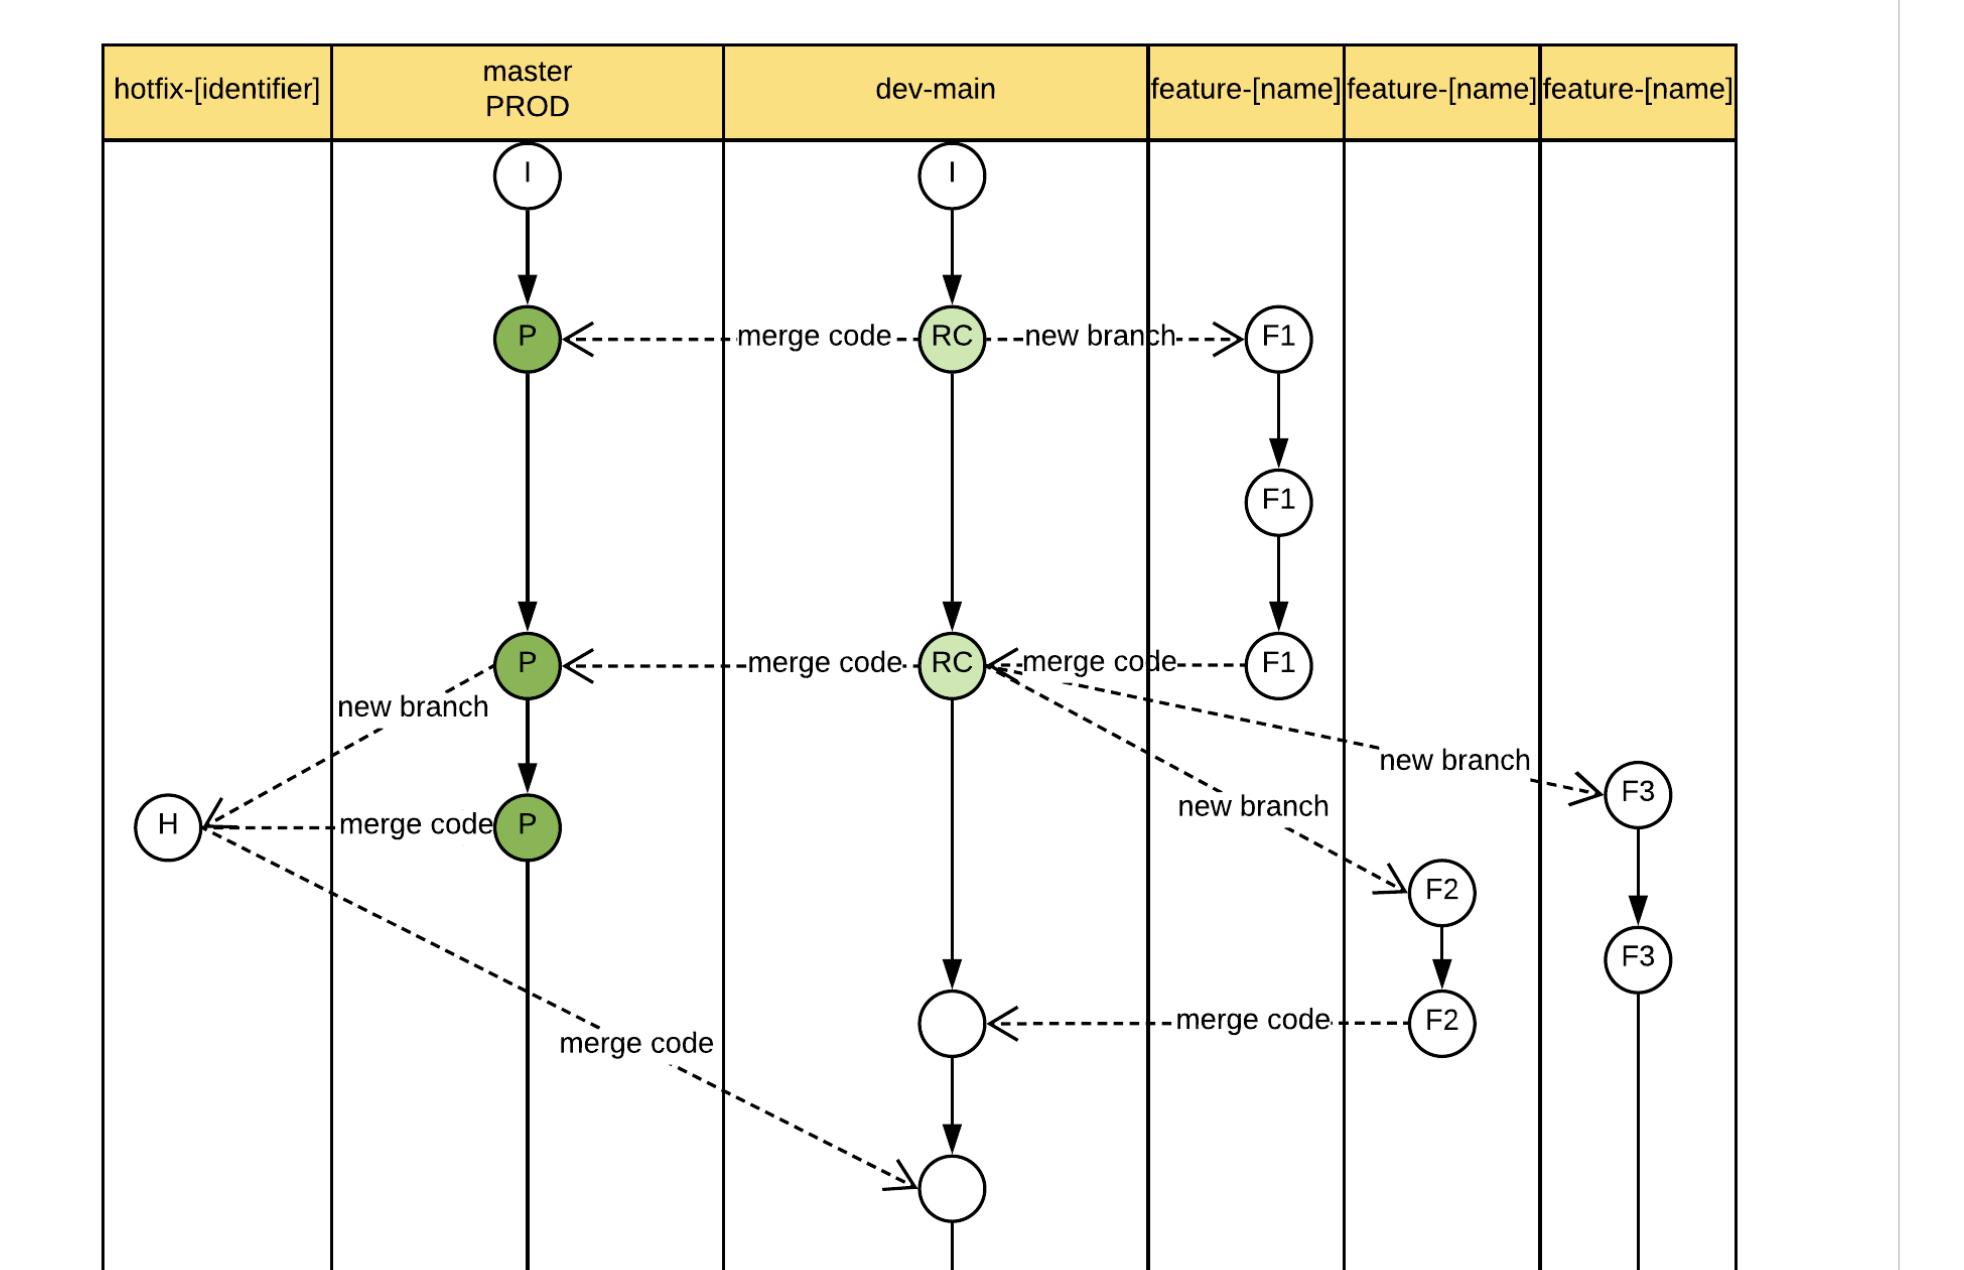 hotfix-[identifier]
master
PROD
dev-main
feature-[name]
feature-[name]
feature-[name]
I
I
P
merge code
RC
new branch
F1
F1
P
merge code
RC
merge code
F1
new branch
new branch
F3
new branch
H
merge code
P
F2
F3
merge code
F2
merge code